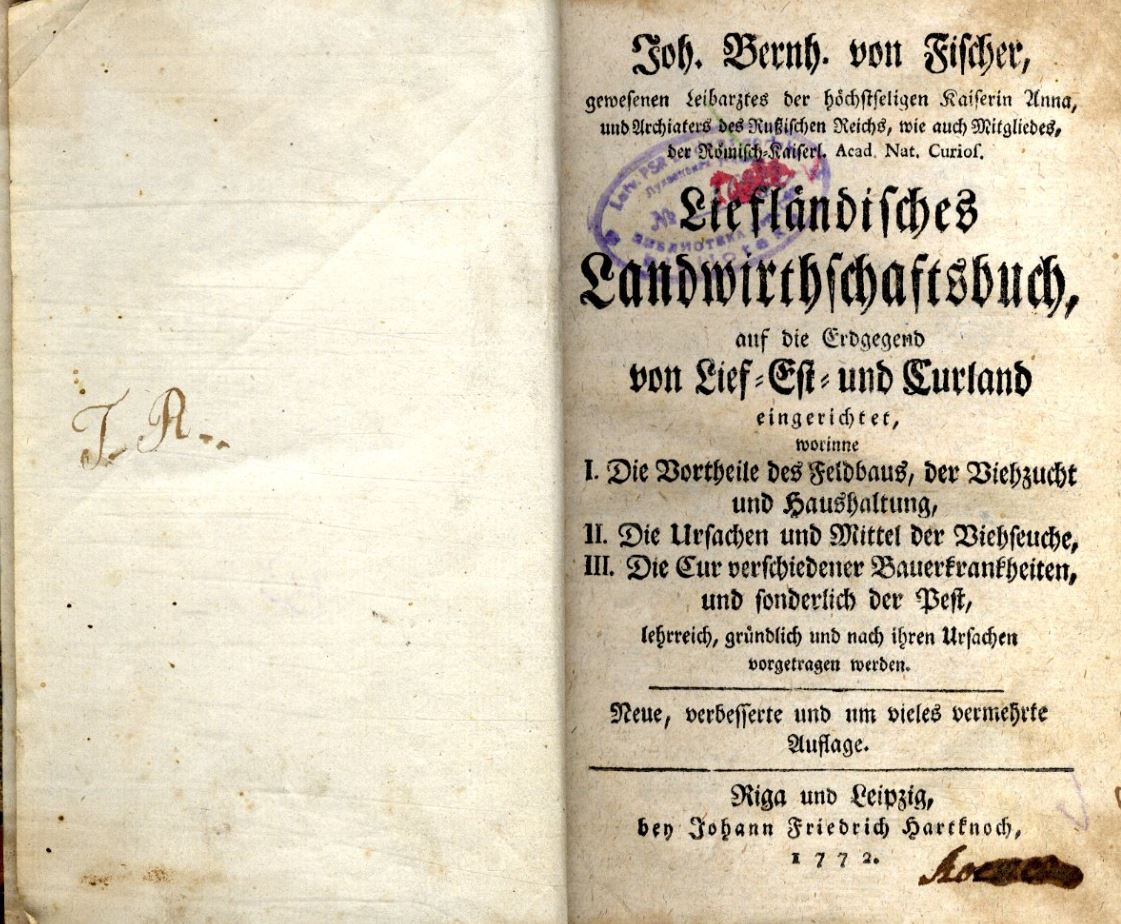 J. R.
Joh. Bernh. von Fischer,
gewesenen Leibarztes der höchstseligen Kaiserin Anna,
und Archiaters des Rußischen Reichs, wie auch Mitgliedes,
der Römisch-Kaiserl. Acad. Nat. Curios.
Latv. PSR
№
БИБЛИОТЕКА
Liefländisches
Landwirthschaftsbuch,
auf die Erdgegend
von Lief-Est- und Curland
eingerichtet,
worinne
I. Die Vortheile des Feldbaus, der Viehzucht
und Haushaltung,
II. Die Ursachen und Mittel der Viehseuche,
III. Die Cur verschiedener Bauerkrankheiten,
und sonderlich der Pest,
lehrreich, gründlich und nach ihren Ursachen
vorgetragen werden.
Neue, verbesserte und um vieles vermehrte
Auflage.
Riga und Leipzig,
bey Johann Friedrich Hartknoch,
1772.